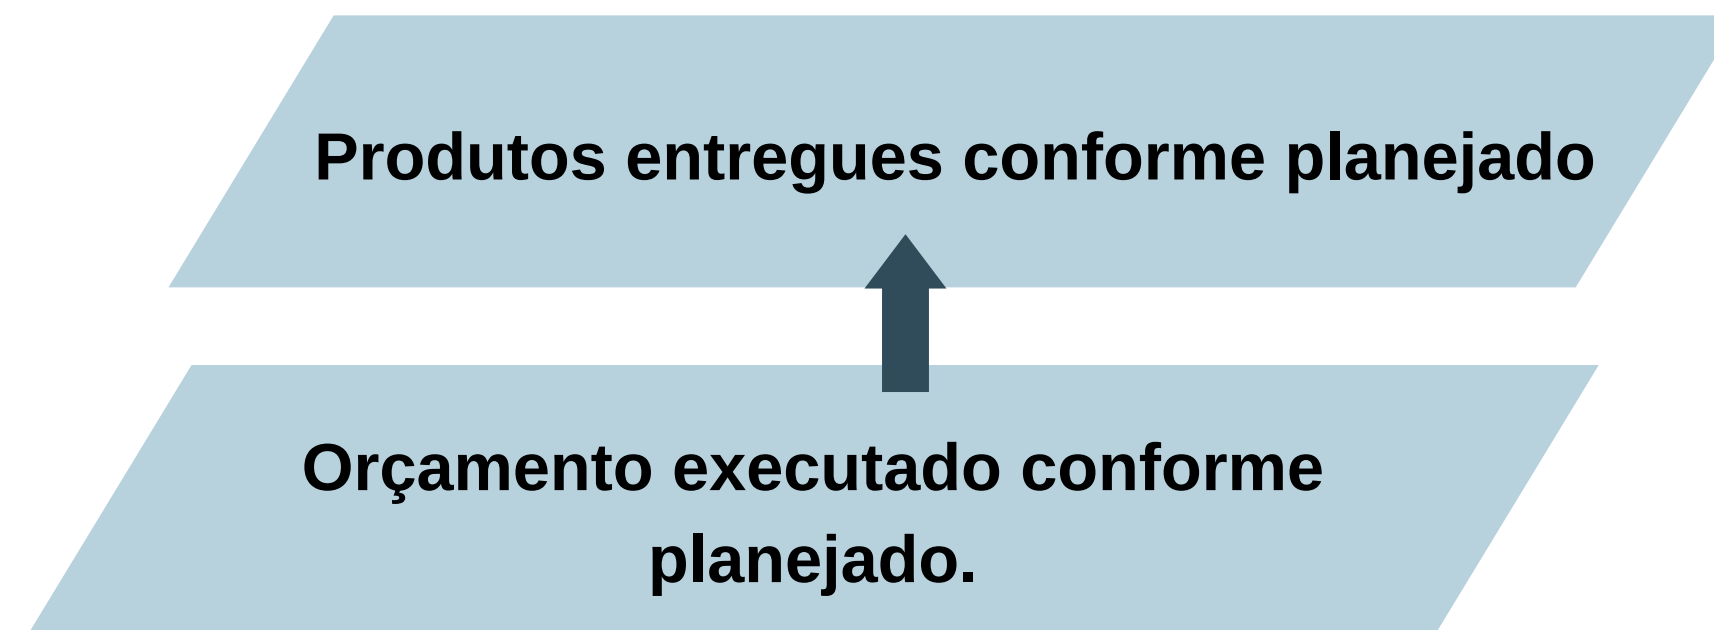 Produtos entregues conforme planejado
Orçamento executado conforme
planejado.